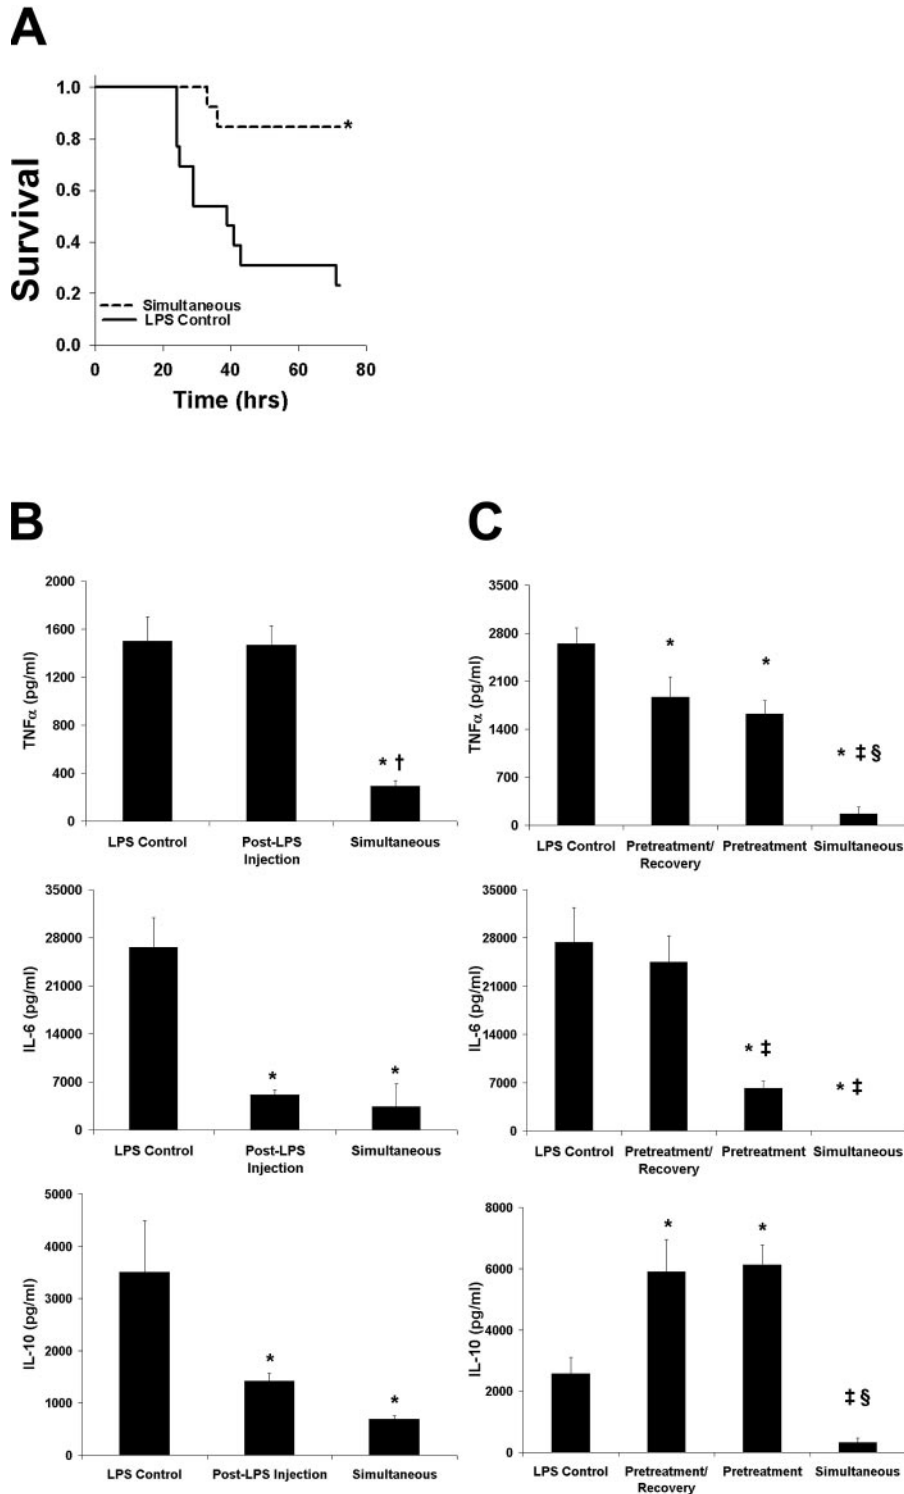 A
Survival
1.0
0.8
0.6
0.4
0.2
0.0
*
Simultaneous
LPS Control
0 20 40 60 80
Time (hrs)
B
TNFα (pg/ml)
2000
1600
1200
800
400
0
* †
LPS Control Post-LPS Injection Simultaneous
IL-6 (pg/ml)
35000
28000
21000
14000
7000
0
* *
LPS Control Post-LPS Injection Simultaneous
IL-10 (pg/ml)
5000
4000
3000
2000
1000
0
* *
LPS Control Post-LPS Injection Simultaneous
C
TNFα (pg/ml)
3500
2800
2100
1400
700
0
* * * ‡ §
LPS Control Pretreatment/ Recovery Pretreatment Simultaneous
IL-6 (pg/ml)
35000
28000
21000
14000
7000
0
* ‡ * ‡
LPS Control Pretreatment/ Recovery Pretreatment Simultaneous
IL-10 (pg/ml)
8000
6000
4000
2000
0
* * ‡ §
LPS Control Pretreatment/ Recovery Pretreatment Simultaneous